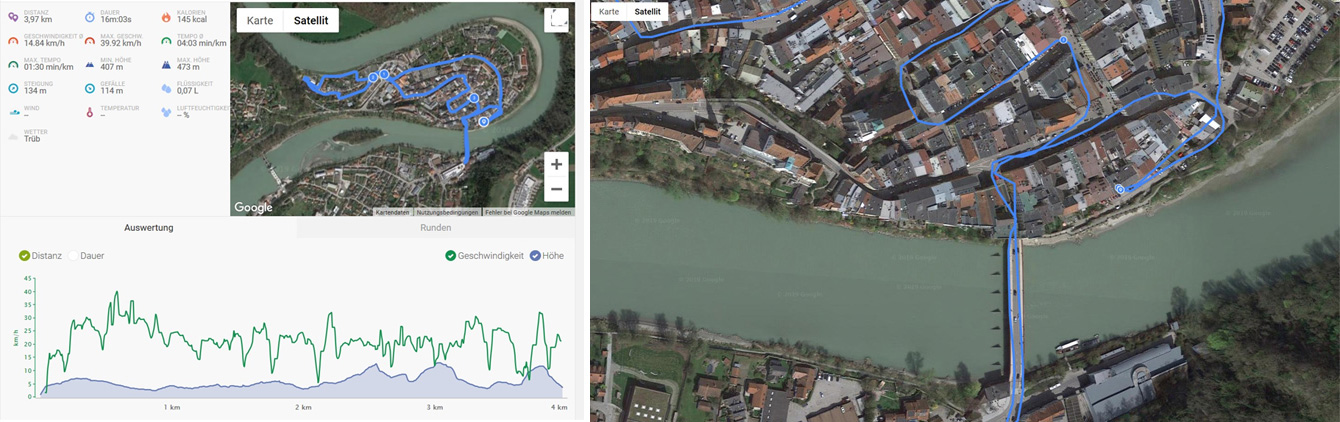 DISTANZ
3,97 km
DAUER
16m:03s
KALORIEN
145 kcal
GESCHWINDIGKEIT Ø
14.84 km/h
MAX. GESCHW.
39.92 km/h
TEMPO Ø
04:03 min/km
MAX. TEMPO
01:30 min/km
MIN. HÖHE
407 m
MAX. HÖHE
473 m
STEIGUNG
134 m
GEFÄLLE
114 m
FLÜSSIGKEIT
0,07 L
WIND
--
TEMPERATUR
--
LUFTFEUCHTIGKEI
-- %
WETTER
Trüb
Karte Satellit
+
−
Google
Kartendaten Nutzungsbedingungen Fehler bei Google Maps melden
Auswertung Runden
Distanz Dauer Geschwindigkeit Höhe
45
40
35
30
25
20
15
10
5
0
km/h
1 km 2 km 3 km 4 km
Karte Satellit